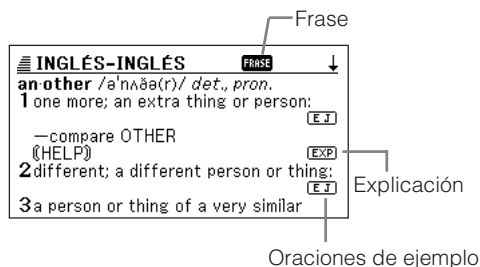 Frase
INGLÉS-INGLÉS FRASE ↓
an·other /ə'nʌðə(r)/ det., pron.
1 one more; an extra thing or person:
EJ
—compare OTHER
⟪HELP⟫ EXP
Explicación
2 different; a different person or thing:
EJ
3 a person or thing of a very similar
Oraciones de ejemplo